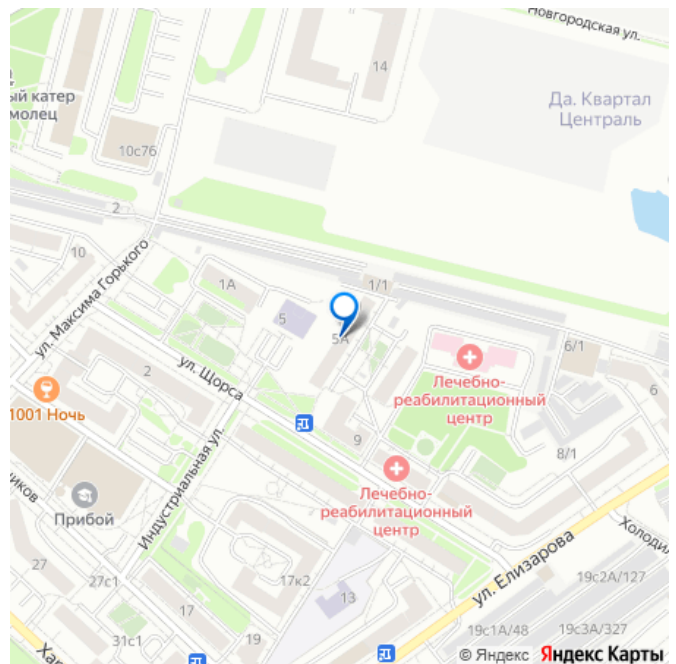 Новгородская ул.
14
ый катер
молец
Да. Квартал
Централь
10с76
2
ул. Максима Горького
10
1А
1/1
5
5А
ул. Щорса
6/1
Лечебно-
реабилитационный
центр
6
2
1001 Ночь
9
8/1
Индустриальная ул.
Лечебно-
реабилитационный
центр
Прибой
ников
Холодил
ул. Елизарова
27
27с1
17к2
19с2А/127
13
17
31с1
19
19с1А/48
19с3А/327
Хар
© Яндекс Яндекс Карты